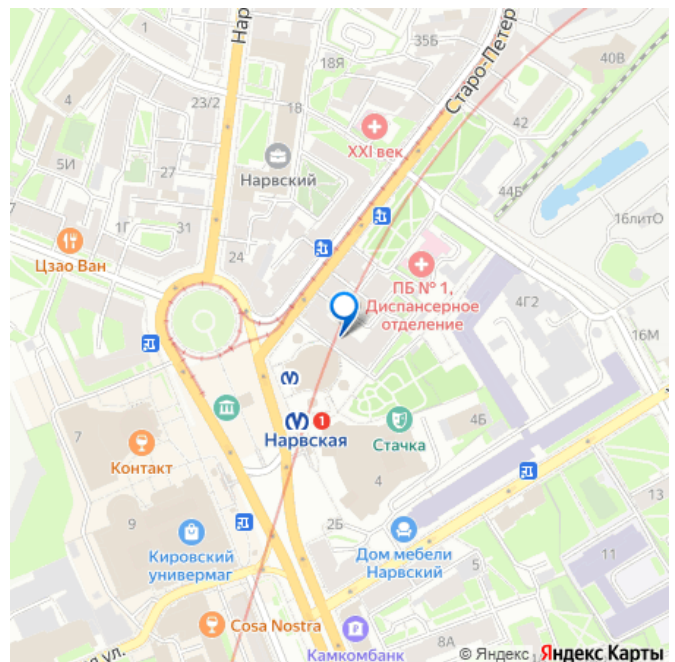 Нар
35Б
Старо-Петер
40В
18Я
4
23/2
18
42
XXI век
5И
27
Нарвский
44Б
7
1Г
31
16литО
Цзао Ван
24
ПБ № 1,
Диспансерное
отделение
4Г2
16М
1
Нарвская
Стачка
4Б
7
Контакт
4
13
9
2Б
11
Кировский
универмаг
Дом мебели
Нарвский
5
Cosa Nostra
я ул.
Камкомбанк
8А
© Яндекс
Яндекс Карты